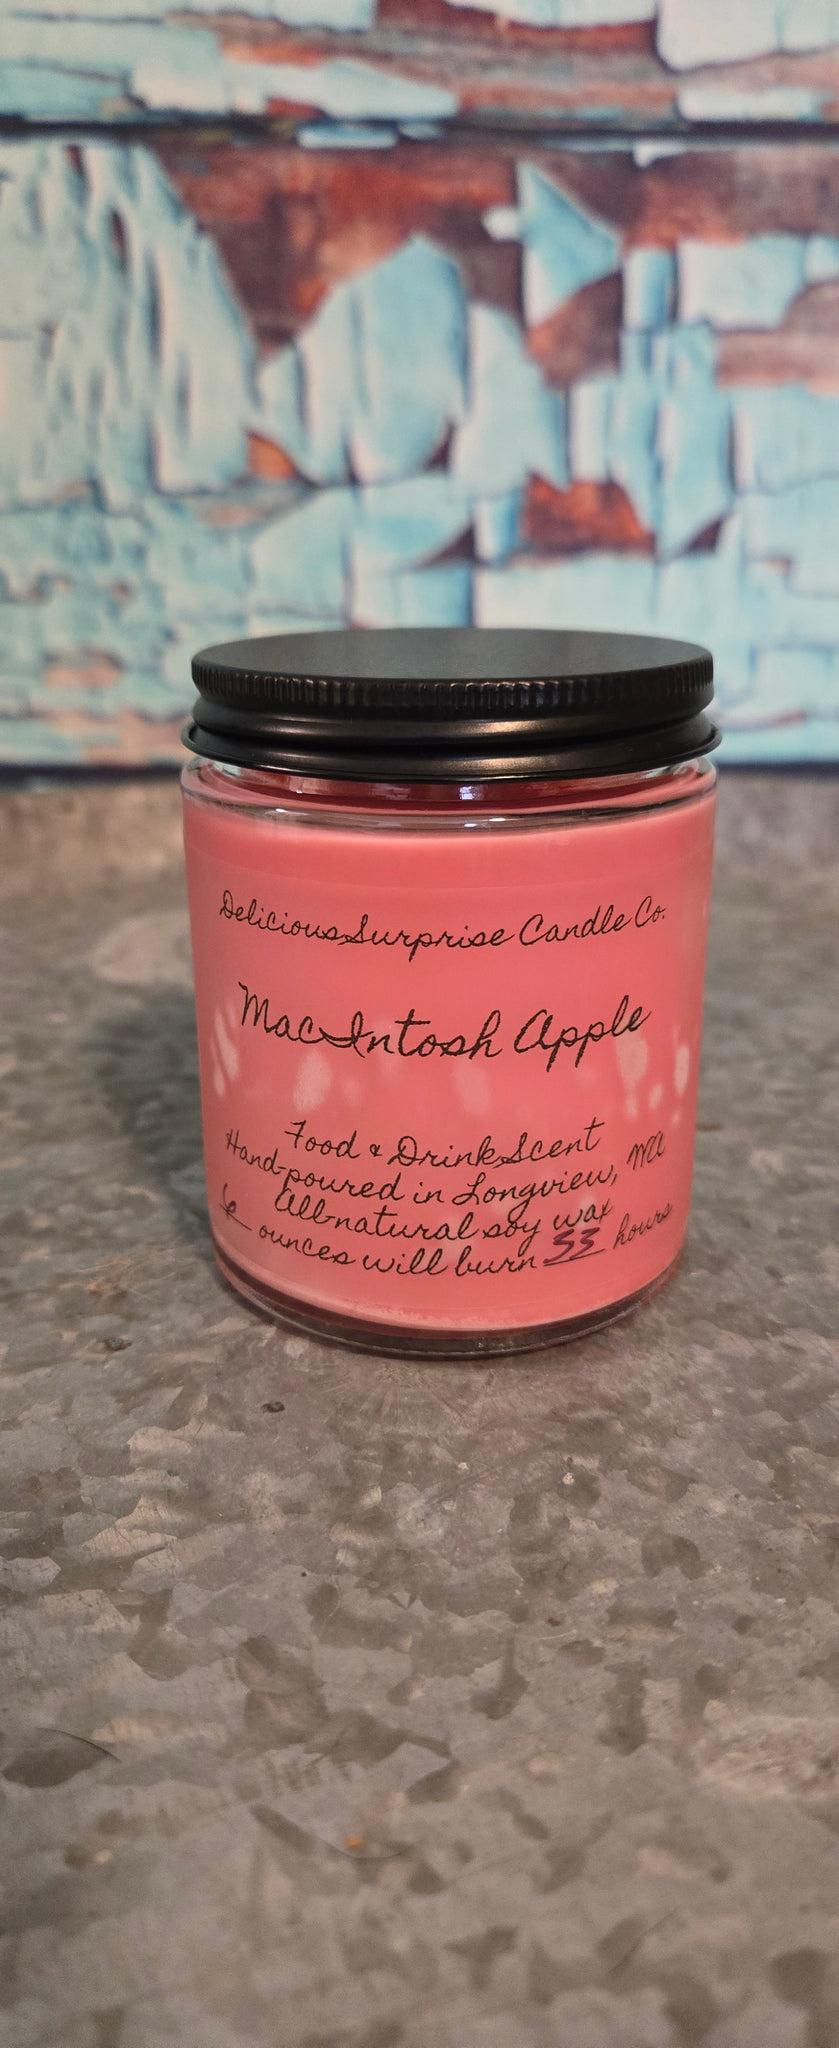 Delicious Surprise Candle Co.
MacIntosh Apple
Food & Drink Scent
Hand-poured in Longview, WA
All-natural soy wax
6 ounces will burn 33 hours